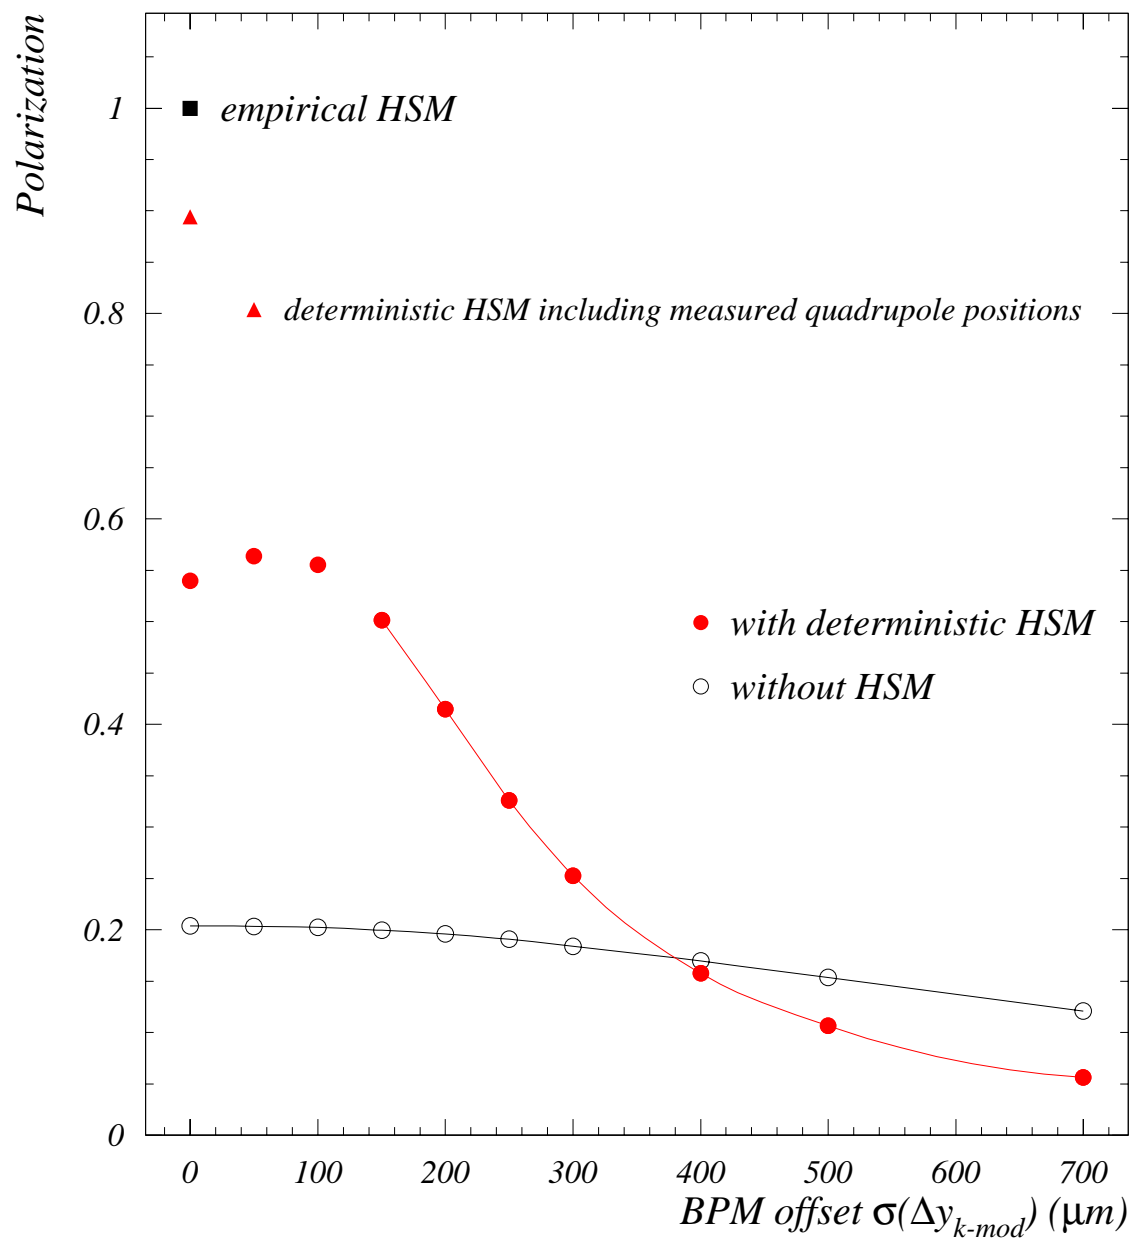 Polarization
1
empirical HSM
0.8
deterministic HSM including measured quadrupole positions
0.6
with deterministic HSM
without HSM
0.4
0.2
0
0 100 200 300 400 500 600 700
BPM offset σ(Δy_{k-mod}) (μm)